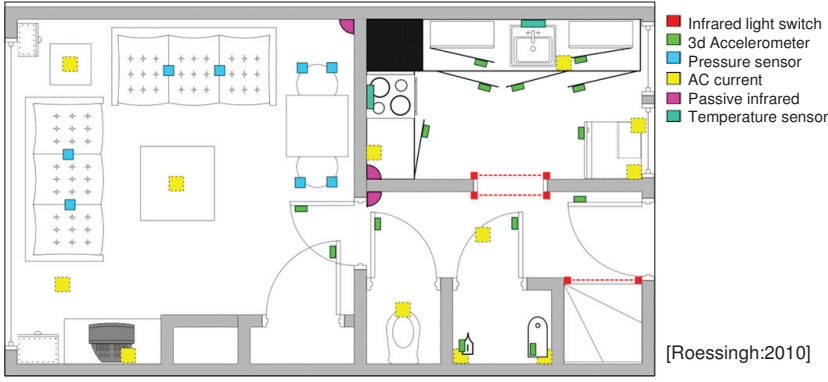 Infrared light switch
3d Accelerometer
Pressure sensor
AC current
Passive infrared
Temperature sensor
[Roessingh:2010]